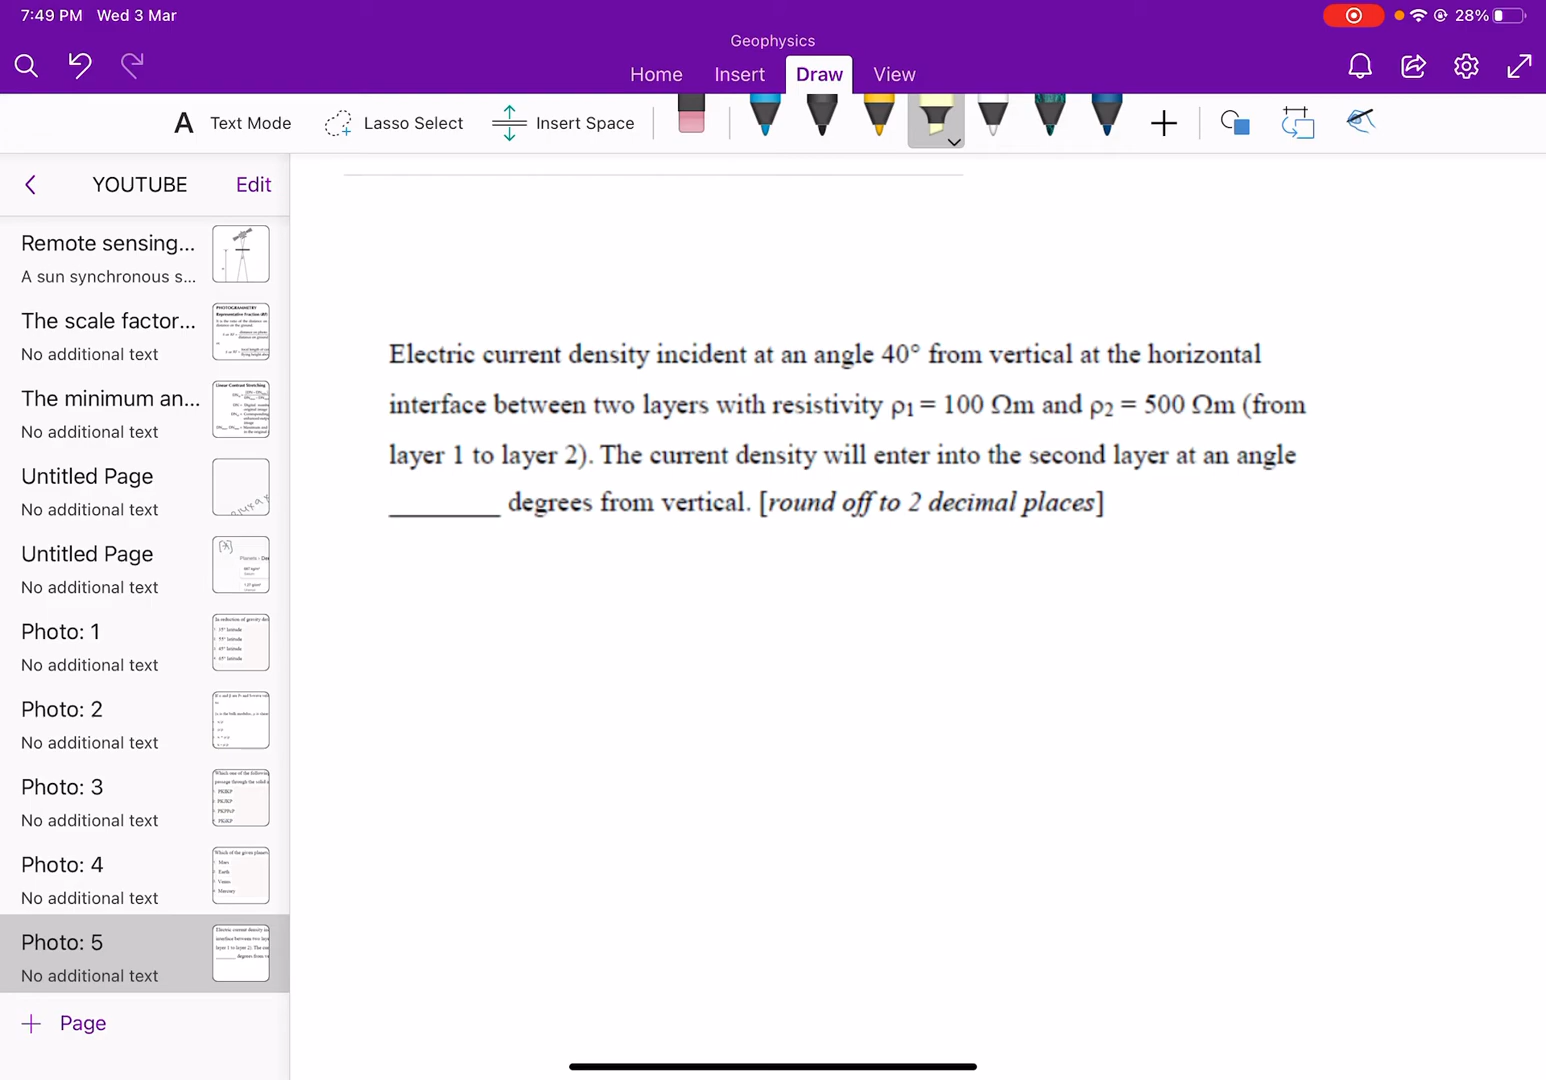 7:49 PM Wed 3 Mar
28%
Geophysics
Home Insert Draw View
A Text Mode Lasso Select Insert Space
YOUTUBE Edit
Remote sensing...
A sun synchronous s...
The scale factor...
No additional text
The minimum an...
No additional text
Untitled Page
No additional text
Untitled Page
No additional text
Photo: 1
No additional text
Photo: 2
No additional text
Photo: 3
No additional text
Photo: 4
No additional text
Photo: 5
No additional text
Page
Electric current density incident at an angle 40° from vertical at the horizontal
interface between two layers with resistivity ρ1 = 100 Ωm and ρ2 = 500 Ωm (from
layer 1 to layer 2). The current density will enter into the second layer at an angle
________ degrees from vertical. [round off to 2 decimal places]